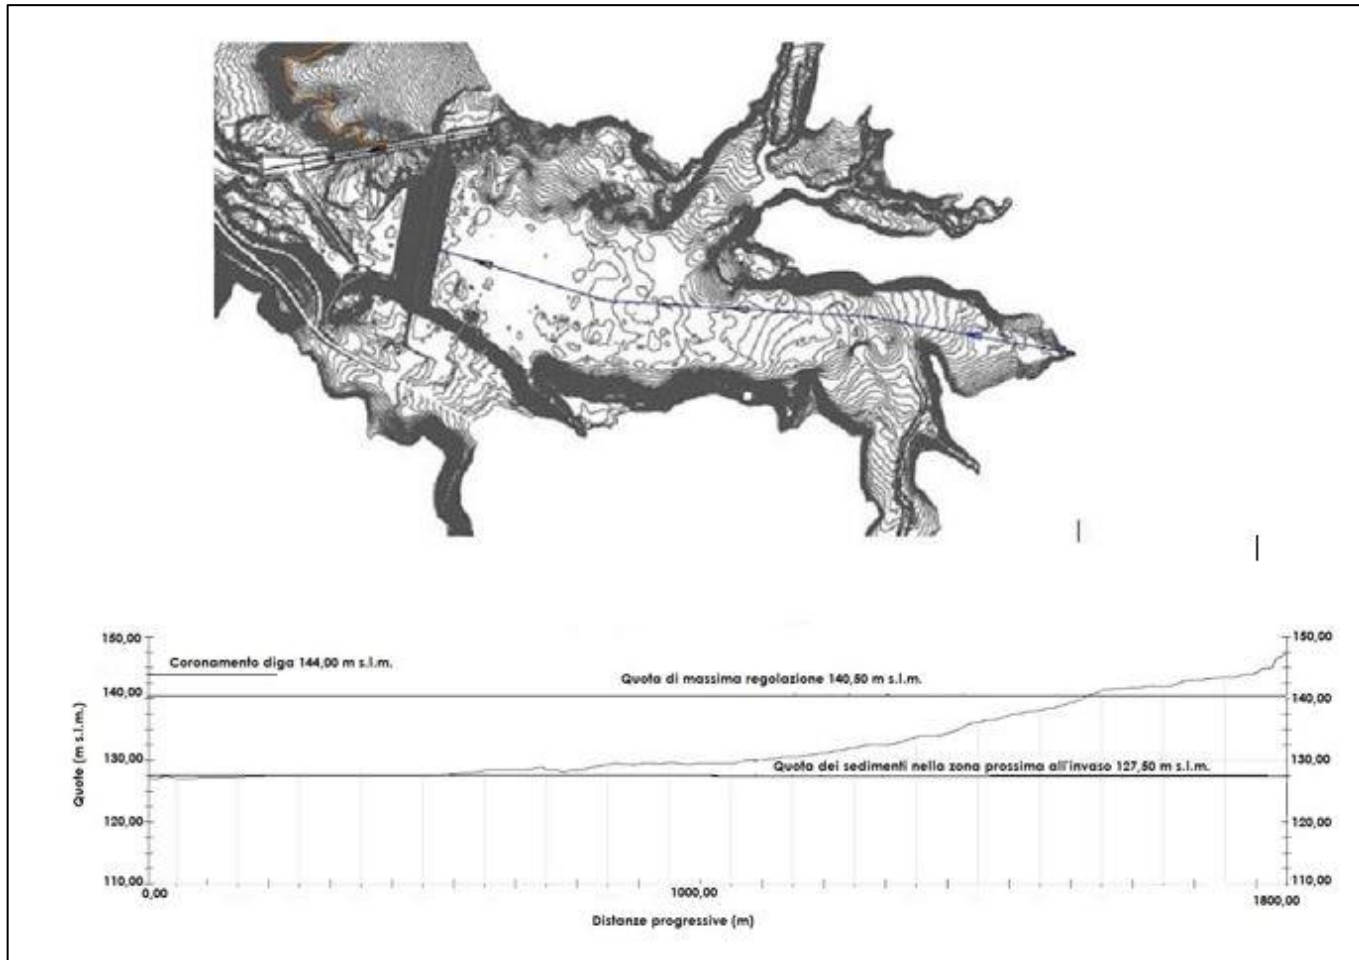 150,00
150,00
Coronamento diga 144,00 m s.l.m.
Quota di massima regolazione 140,50 m s.l.m.
140,00
140,00
130,00
130,00
Quota dei sedimenti nella zona prossima all'invaso 127,50 m s.l.m.
Quote (m s.l.m.)
120,00
120,00
110,00
110,00
0,00
1000,00
1800,00
Distanze progressive (m)